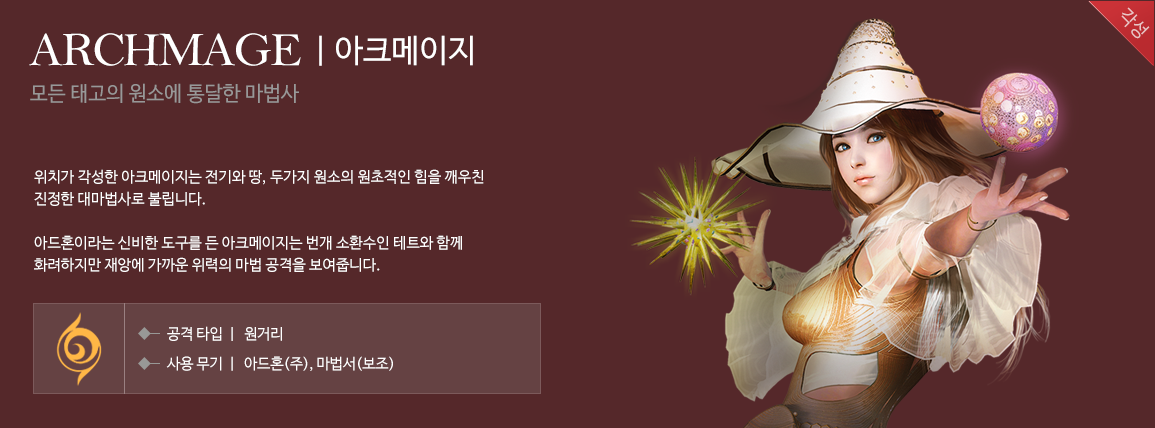 ARCHMAGE | 아크메이지
각성
모든 태고의 원소에 통달한 마법사
위치가 각성한 아크메이지는 전기와 땅, 두가지 원소의 원초적인 힘을 깨우친
진정한 대마법사로 불립니다.
아드혼이라는 신비한 도구를 든 아크메이지는 번개 소환수인 테트와 함께
화려하지만 재앙에 가까운 위력의 마법 공격을 보여줍니다.
공격 타입 | 원거리
사용 무기 | 아드혼(주), 마법서(보조)